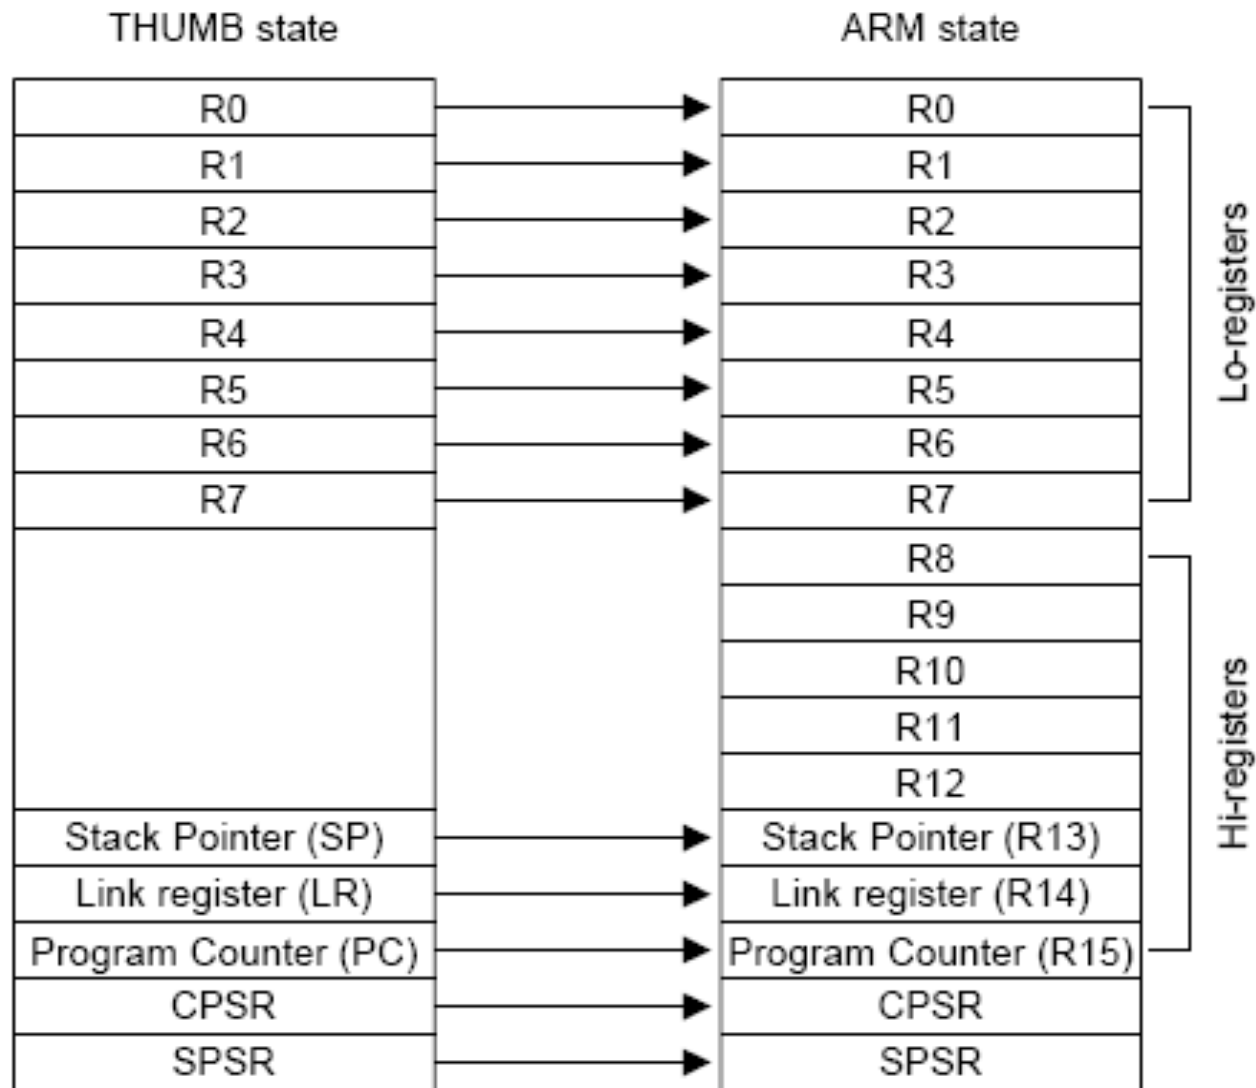 THUMB state
ARM state
R0
R1
R2
R3
R4
R5
R6
R7
Stack Pointer (SP)
Link register (LR)
Program Counter (PC)
CPSR
SPSR
R0
R1
R2
R3
R4
R5
R6
R7
R8
R9
R10
R11
R12
Stack Pointer (R13)
Link register (R14)
Program Counter (R15)
CPSR
SPSR
Lo-registers
Hi-registers